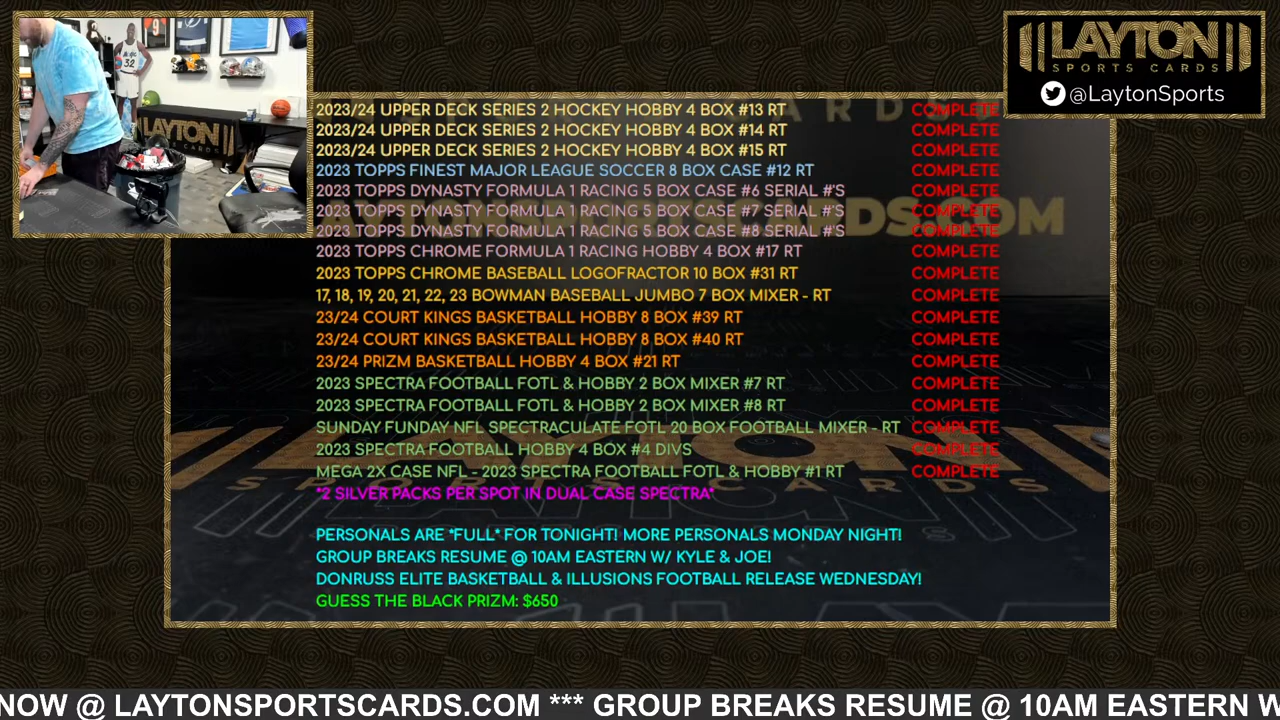 LAYTON
SPORTS CARDS
@LaytonSports
32
9
LAYTON
2023/24 UPPER DECK SERIES 2 HOCKEY HOBBY 4 BOX #13 RT COMPLETE
2023/24 UPPER DECK SERIES 2 HOCKEY HOBBY 4 BOX #14 RT COMPLETE
2023/24 UPPER DECK SERIES 2 HOCKEY HOBBY 4 BOX #15 RT COMPLETE
2023 TOPPS FINEST MAJOR LEAGUE SOCCER 8 BOX CASE #12 RT COMPLETE
2023 TOPPS DYNASTY FORMULA 1 RACING 5 BOX CASE #6 SERIAL #'S COMPLETE
2023 TOPPS DYNASTY FORMULA 1 RACING 5 BOX CASE #7 SERIAL #'S COMPLETE
2023 TOPPS DYNASTY FORMULA 1 RACING 5 BOX CASE #8 SERIAL #'S COMPLETE
2023 TOPPS CHROME FORMULA 1 RACING HOBBY 4 BOX #17 RT COMPLETE
2023 TOPPS CHROME BASEBALL LOGOFRACTOR 10 BOX #31 RT COMPLETE
17, 18, 19, 20, 21, 22, 23 BOWMAN BASEBALL JUMBO 7 BOX MIXER - RT COMPLETE
23/24 COURT KINGS BASKETBALL HOBBY 8 BOX #39 RT COMPLETE
23/24 COURT KINGS BASKETBALL HOBBY 8 BOX #40 RT COMPLETE
23/24 PRIZM BASKETBALL HOBBY 4 BOX #21 RT COMPLETE
2023 SPECTRA FOOTBALL FOTL & HOBBY 2 BOX MIXER #7 RT COMPLETE
2023 SPECTRA FOOTBALL FOTL & HOBBY 2 BOX MIXER #8 RT COMPLETE
SUNDAY FUNDAY NFL SPECTRACULATE FOTL 20 BOX FOOTBALL MIXER - RT COMPLETE
2023 SPECTRA FOOTBALL HOBBY 4 BOX #4 DIVS COMPLETE
MEGA 2X CASE NFL - 2023 SPECTRA FOOTBALL FOTL & HOBBY #1 RT COMPLETE
*2 SILVER PACKS PER SPOT IN DUAL CASE SPECTRA*
PERSONALS ARE *FULL* FOR TONIGHT! MORE PERSONALS MONDAY NIGHT!
GROUP BREAKS RESUME @ 10AM EASTERN W/ KYLE & JOE!
DONRUSS ELITE BASKETBALL & ILLUSIONS FOOTBALL RELEASE WEDNESDAY!
GUESS THE BLACK PRIZM: $650
NOW @ LAYTONSPORTSCARDS.COM *** GROUP BREAKS RESUME @ 10AM EASTERN W